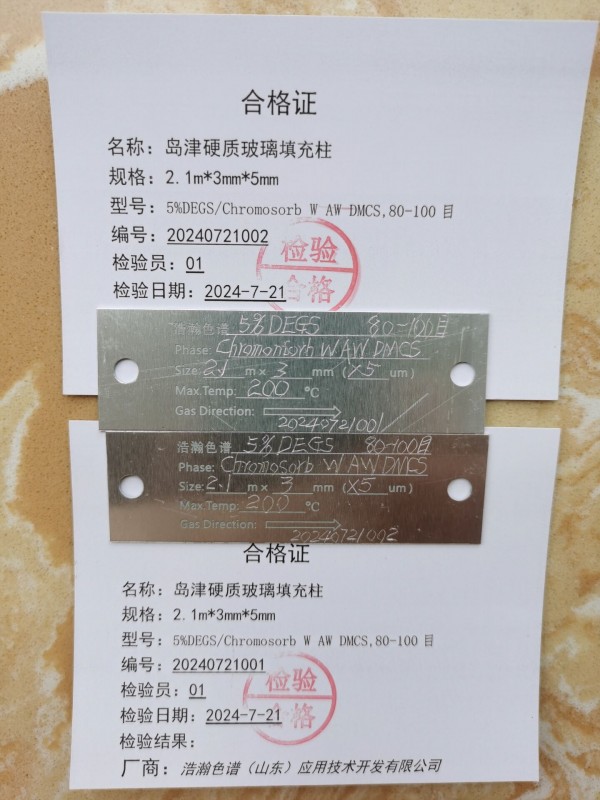 合格证
名称：岛津硬质玻璃填充柱
规格：2.1m*3mm*5mm
型号：5%DEGS/Chromosorb W AW DMCS,80-100 目
编号：20240721002
检验员：01
检验日期：2024-7-21
检验
合格
浩瀚色谱 5%DEGS 80-100目
Phase: Chromomsorb W AW DMCS
Size: 2.1 m× 3 mm (×5 um)
Max.Temp: 200 °C
Gas Direction:
20240721001
浩瀚色谱 5%DEGS 80-100目
Phase: Chromosorb W AW DMCS
Size: 2.1 m× 3 mm (×5 um)
Max.Temp: 200 °C
Gas Direction:
20240721002
合格证
名称：岛津硬质玻璃填充柱
规格：2.1m*3mm*5mm
型号：5%DEGS/Chromosorb W AW DMCS,80-100 目
编号：20240721001
检验员：01
检验日期：2024-7-21
检验结果：
检验
合格
厂商：浩瀚色谱（山东）应用技术开发有限公司